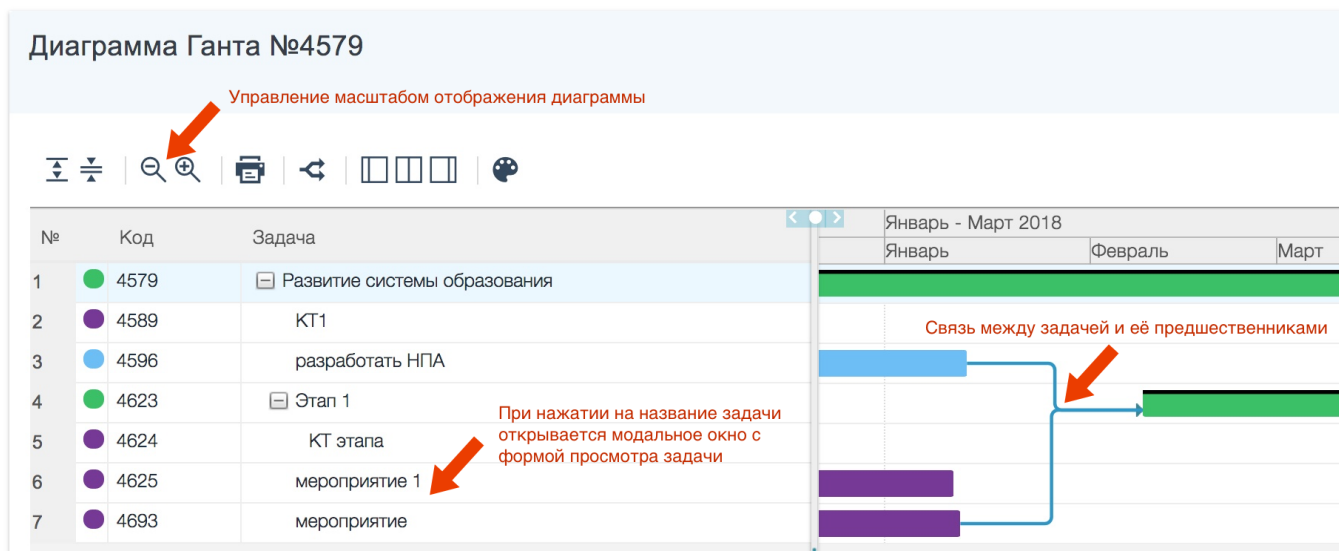 Диаграмма Ганта №4579
Управление масштабом отображения диаграммы
№ Код Задача
Январь - Март 2018
Январь Февраль Март
1 4579 Развитие системы образования
2 4589 КТ1
Связь между задачей и её предшественниками
3 4596 разработать НПА
4 4623 Этап 1
При нажатии на название задачи
открывается модальное окно с
формой просмотра задачи
5 4624 КТ этапа
6 4625 мероприятие 1
7 4693 мероприятие